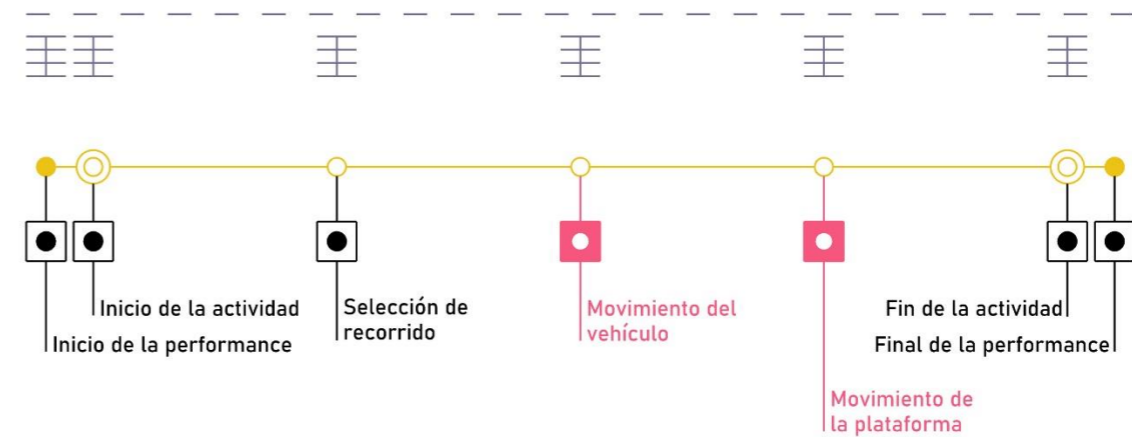 Inicio de la actividad
Inicio de la performance
Selección de
recorrido
Movimiento del
vehículo
Movimiento de
la plataforma
Fin de la actividad
Final de la performance